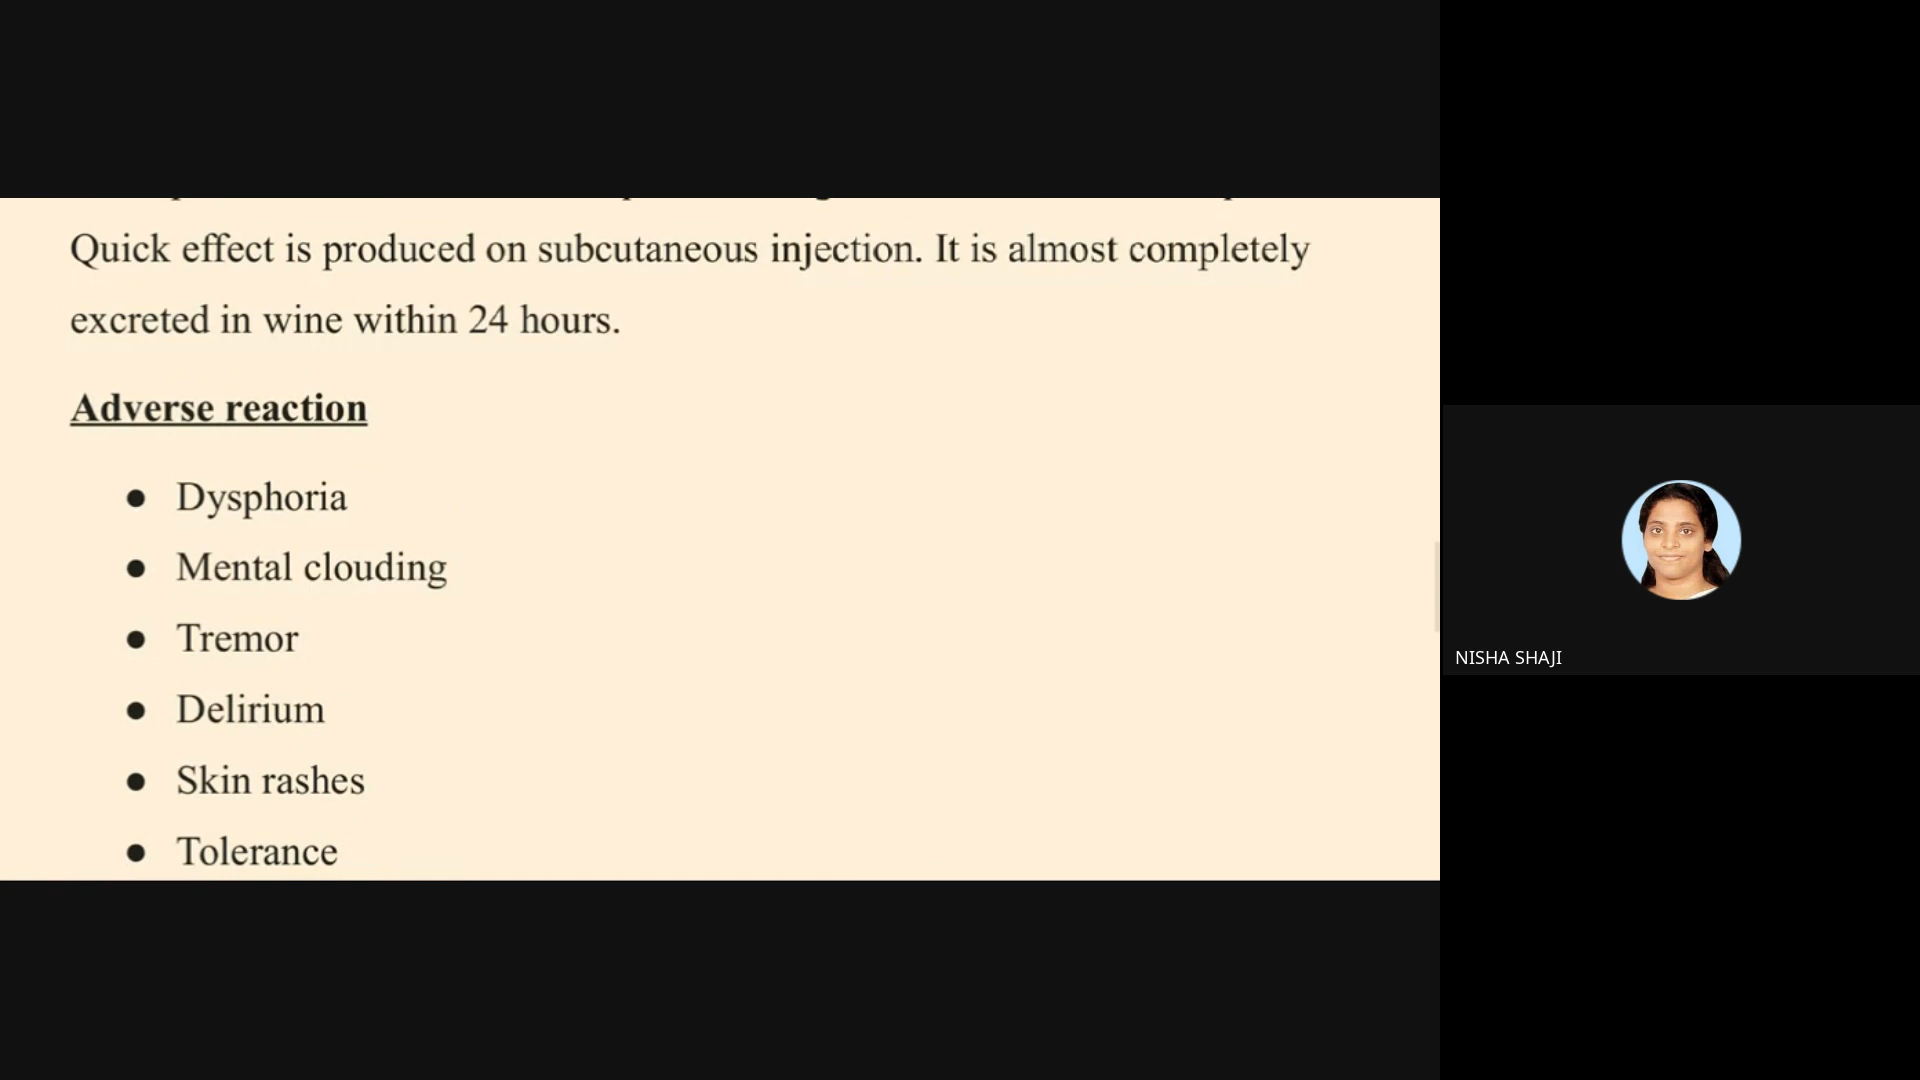 Quick effect is produced on subcutaneous injection. It is almost completely
excreted in wine within 24 hours.
Adverse reaction
● Dysphoria
● Mental clouding
● Tremor
● Delirium
● Skin rashes
● Tolerance
NISHA SHAJI